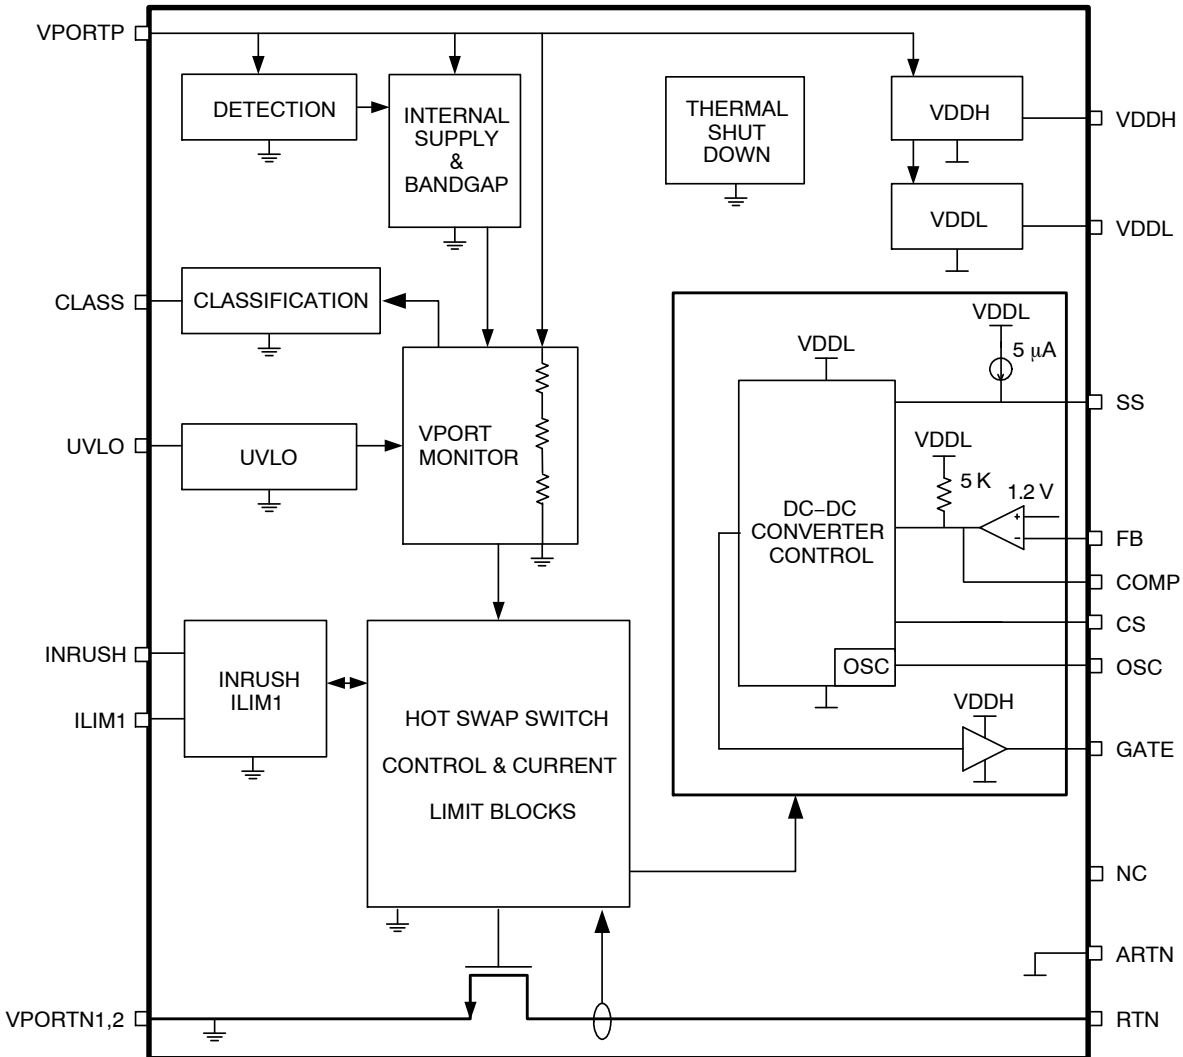 VPORTP
DETECTION
INTERNAL
SUPPLY
&
BANDGAP
THERMAL
SHUT
DOWN
VDDH
VDDH
VDDL
VDDL
CLASS
CLASSIFICATION
VDDL
5 μA
VDDL
SS
UVLO
UVLO
VPORT
MONITOR
VDDL
5 K
1.2 V
+
−
FB
DC−DC
CONVERTER
CONTROL
COMP
CS
OSC
OSC
INRUSH
ILIM1
INRUSH
ILIM1
HOT SWAP SWITCH
CONTROL & CURRENT
LIMIT BLOCKS
VDDH
GATE
NC
ARTN
VPORTN1,2
RTN